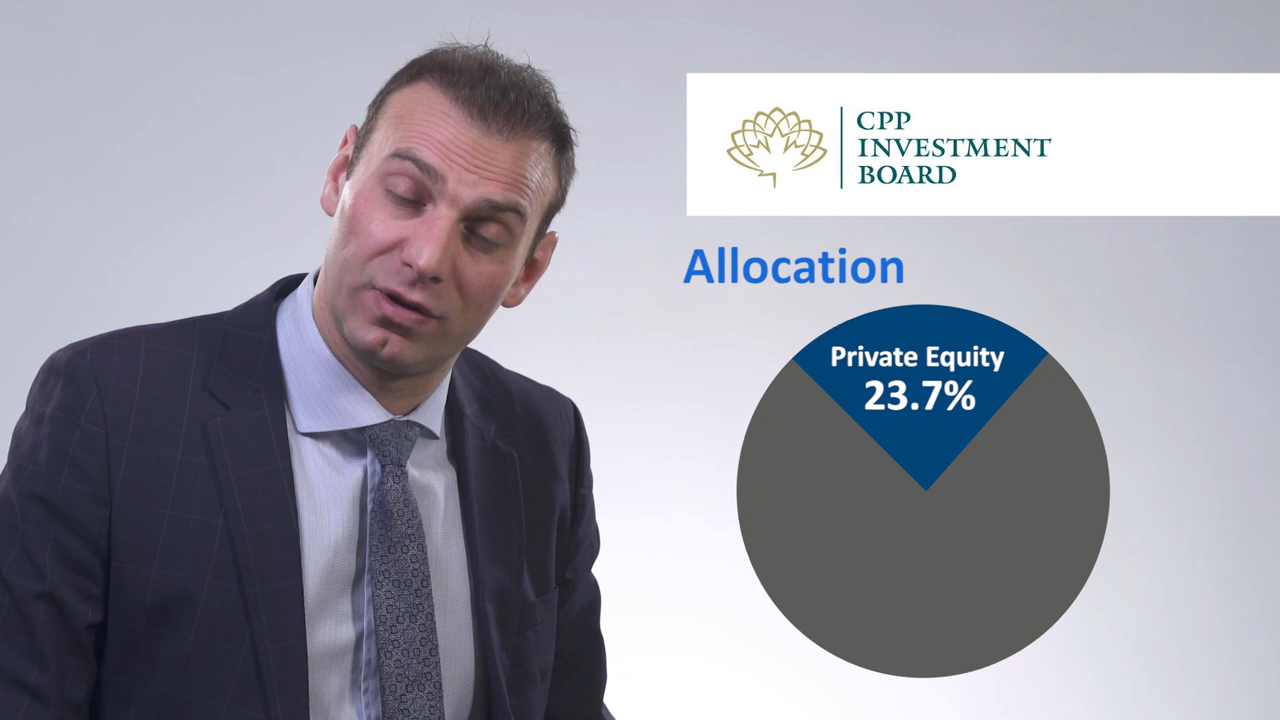 CPP
INVESTMENT
BOARD
Allocation
Private Equity
23.7%